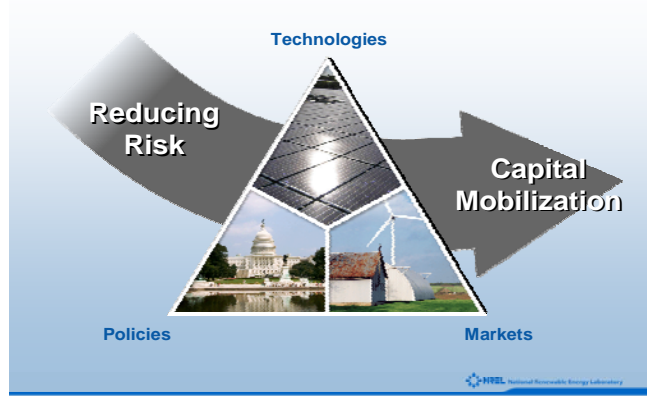 Technologies
Reducing
Risk
Capital
Mobilization
Policies
Markets
NREL National Renewable Energy Laboratory